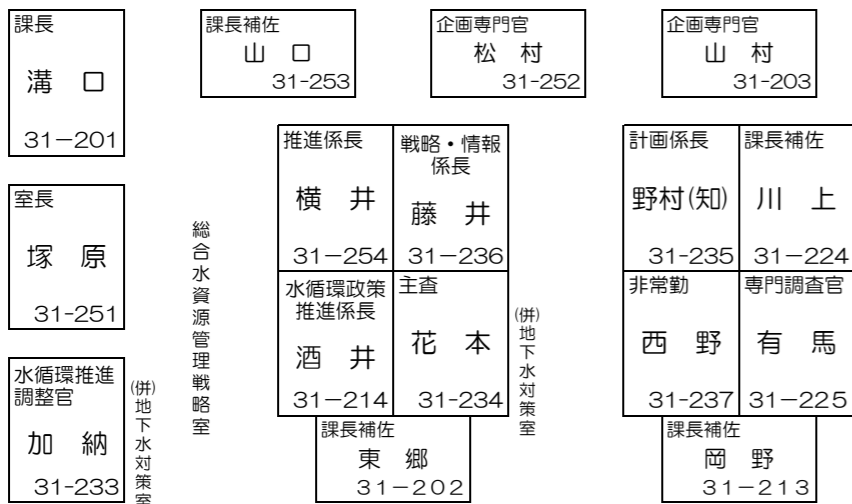 課長
溝　口
31－201
課長補佐
山　口
31-253
企画専門官
松　村
31-252
企画専門官
山　村
31-203
室長
塚　原
31-251
水循環推進
調整官
加　納
31-233
(併)地下水対策室
総合水資源管理戦略室
推進係長
横　井
31－254
戦略・情報
係長
藤　井
31－236
水循環政策
推進係長
酒　井
31－214
主査
花　本
31-234
(併)地下水対策室
課長補佐
東　郷
31－202
計画係長
野村(知)
31-235
課長補佐
川　上
31－224
非常勤
西　野
31-237
専門調査官
有　馬
31－225
課長補佐
岡　野
31－213